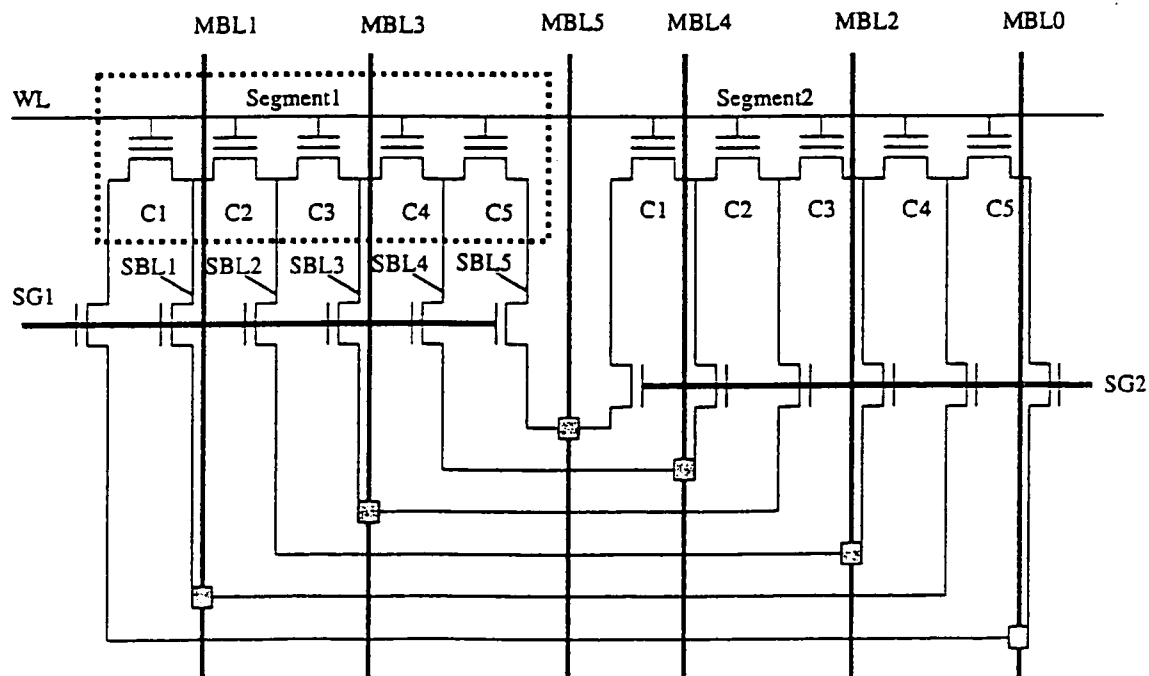 MBL1 MBL3 MBL5 MBL4 MBL2 MBL0
WL Segment1 Segment2
C1 C2 C3 C4 C5 C1 C2 C3 C4 C5
SBL1 SBL2 SBL3 SBL4 SBL5
SG1
SG2